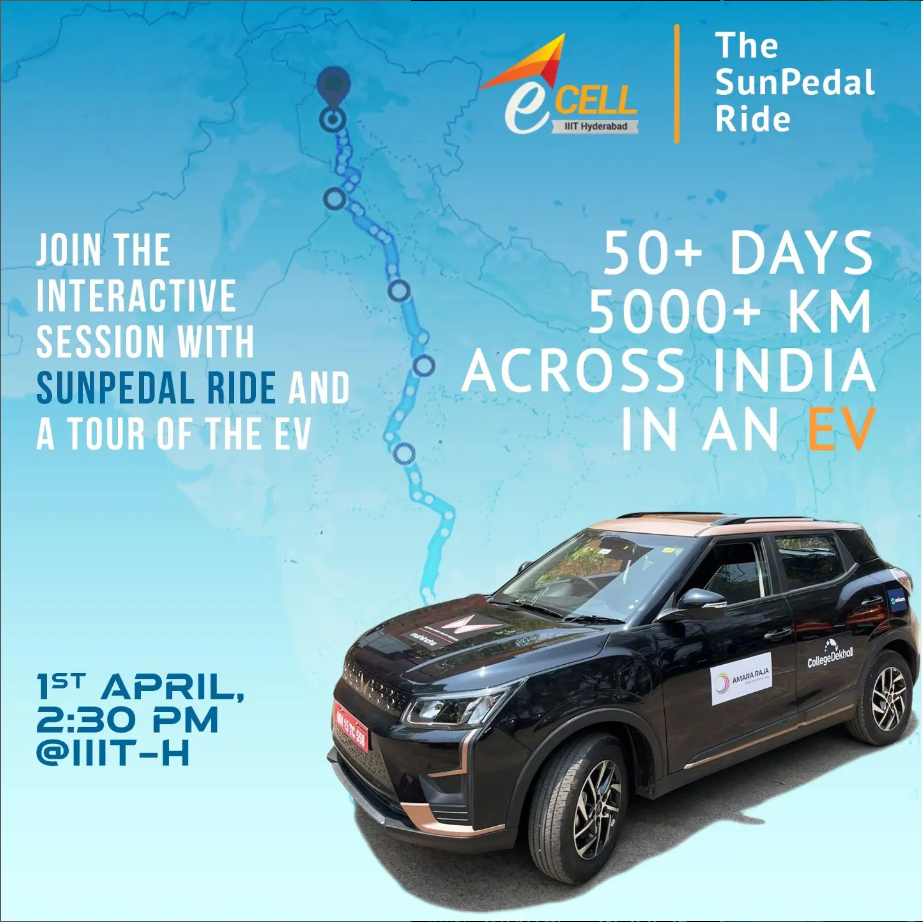 e CELL
IIIT Hyderabad
The
SunPedal
Ride
JOIN THE
INTERACTIVE
SESSION WITH
SUNPEDAL RIDE AND
A TOUR OF THE EV
50+ DAYS
5000+ KM
ACROSS INDIA
IN AN EV
1ST APRIL,
2:30 PM
@IIIT-H
mahindra
AMARA RAJA
CollegeDekho